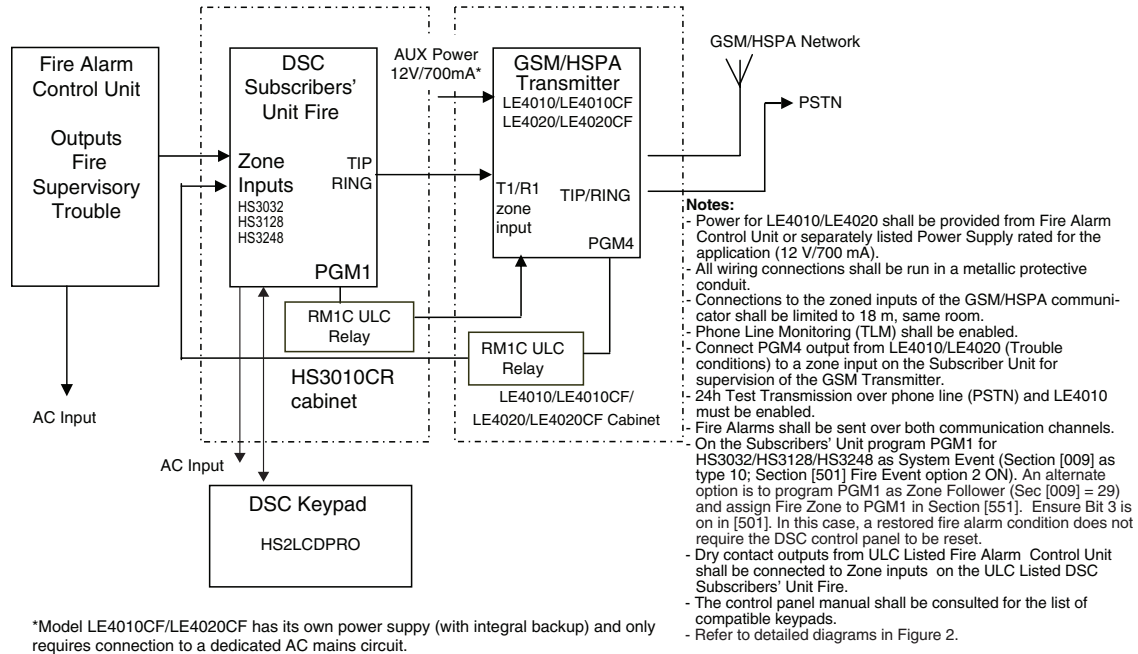 Fire Alarm
Control Unit
Outputs
Fire
Supervisory
Trouble
AC Input
DSC
Subscribers'
Unit Fire
Zone
Inputs
HS3032
HS3128
HS3248
TIP
RING
PGM1
RM1C ULC
Relay
HS3010CR
cabinet
AC Input
DSC Keypad
HS2LCDPRO
AUX Power
12V/700mA*
GSM/HSPA
Transmitter
LE4010/LE4010CF
LE4020/LE4020CF
T1/R1
zone
input
TIP/RING
PGM4
RM1C ULC
Relay
LE4010/LE4010CF/
LE4020/LE4020CF Cabinet
GSM/HSPA Network
PSTN
Notes:
- Power for LE4010/LE4020 shall be provided from Fire Alarm
Control Unit or separately listed Power Supply rated for the
application (12 V/700 mA).
- All wiring connections shall be run in a metallic protective
conduit.
- Connections to the zoned inputs of the GSM/HSPA communi-
cator shall be limited to 18 m, same room.
- Phone Line Monitoring (TLM) shall be enabled.
- Connect PGM4 output from LE4010/LE4020 (Trouble
conditions) to a zone input on the Subscriber Unit for
supervision of the GSM Transmitter.
- 24h Test Transmission over phone line (PSTN) and LE4010
must be enabled.
- Fire Alarms shall be sent over both communication channels.
- On the Subscribers' Unit program PGM1 for
HS3032/HS3128/HS3248 as System Event (Section [009] as
type 10; Section [501] Fire Event option 2 ON). An alternate
option is to program PGM1 as Zone Follower (Sec [009] = 29)
and assign Fire Zone to PGM1 in Section [551].  Ensure Bit 3 is
on in [501]. In this case, a restored fire alarm condition does not
require the DSC control panel to be reset.
- Dry contact outputs from ULC Listed Fire Alarm  Control Unit
shall be connected to Zone inputs  on the ULC Listed DSC
Subscribers' Unit Fire.
- The control panel manual shall be consulted for the list of
compatible keypads.
- Refer to detailed diagrams in Figure 2.
*Model LE4010CF/LE4020CF has its own power suppy (with integral backup) and only
requires connection to a dedicated AC mains circuit.